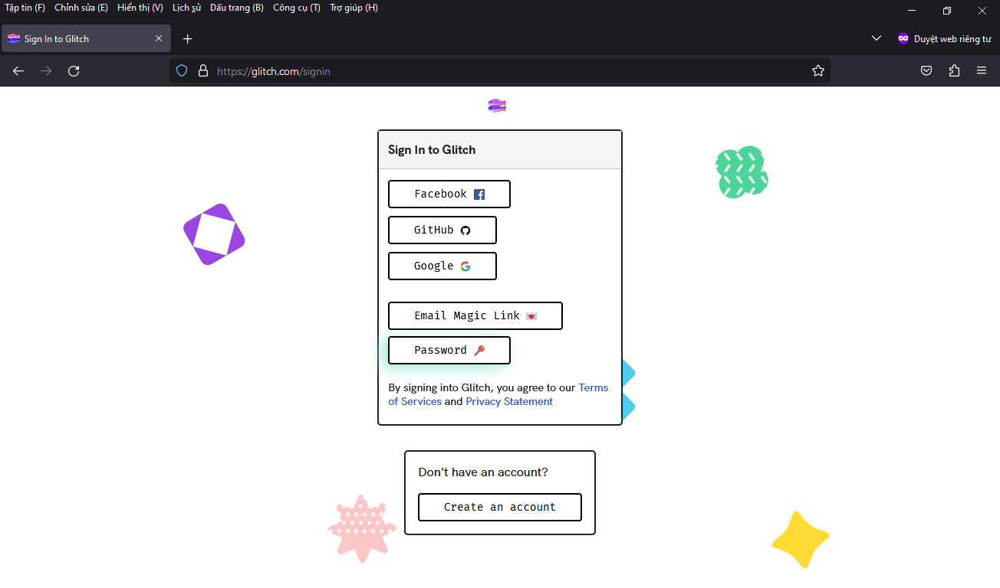 Tập tin (F) Chỉnh sửa (E) Hiển thị (V) Lịch sử Dấu trang (B) Công cụ (T) Trợ giúp (H)
Sign In to Glitch
Duyệt web riêng tư
https://glitch.com/signin
Sign In to Glitch
Facebook
GitHub
Google
Email Magic Link
Password
By signing into Glitch, you agree to our Terms
of Services and Privacy Statement
Don't have an account?
Create an account